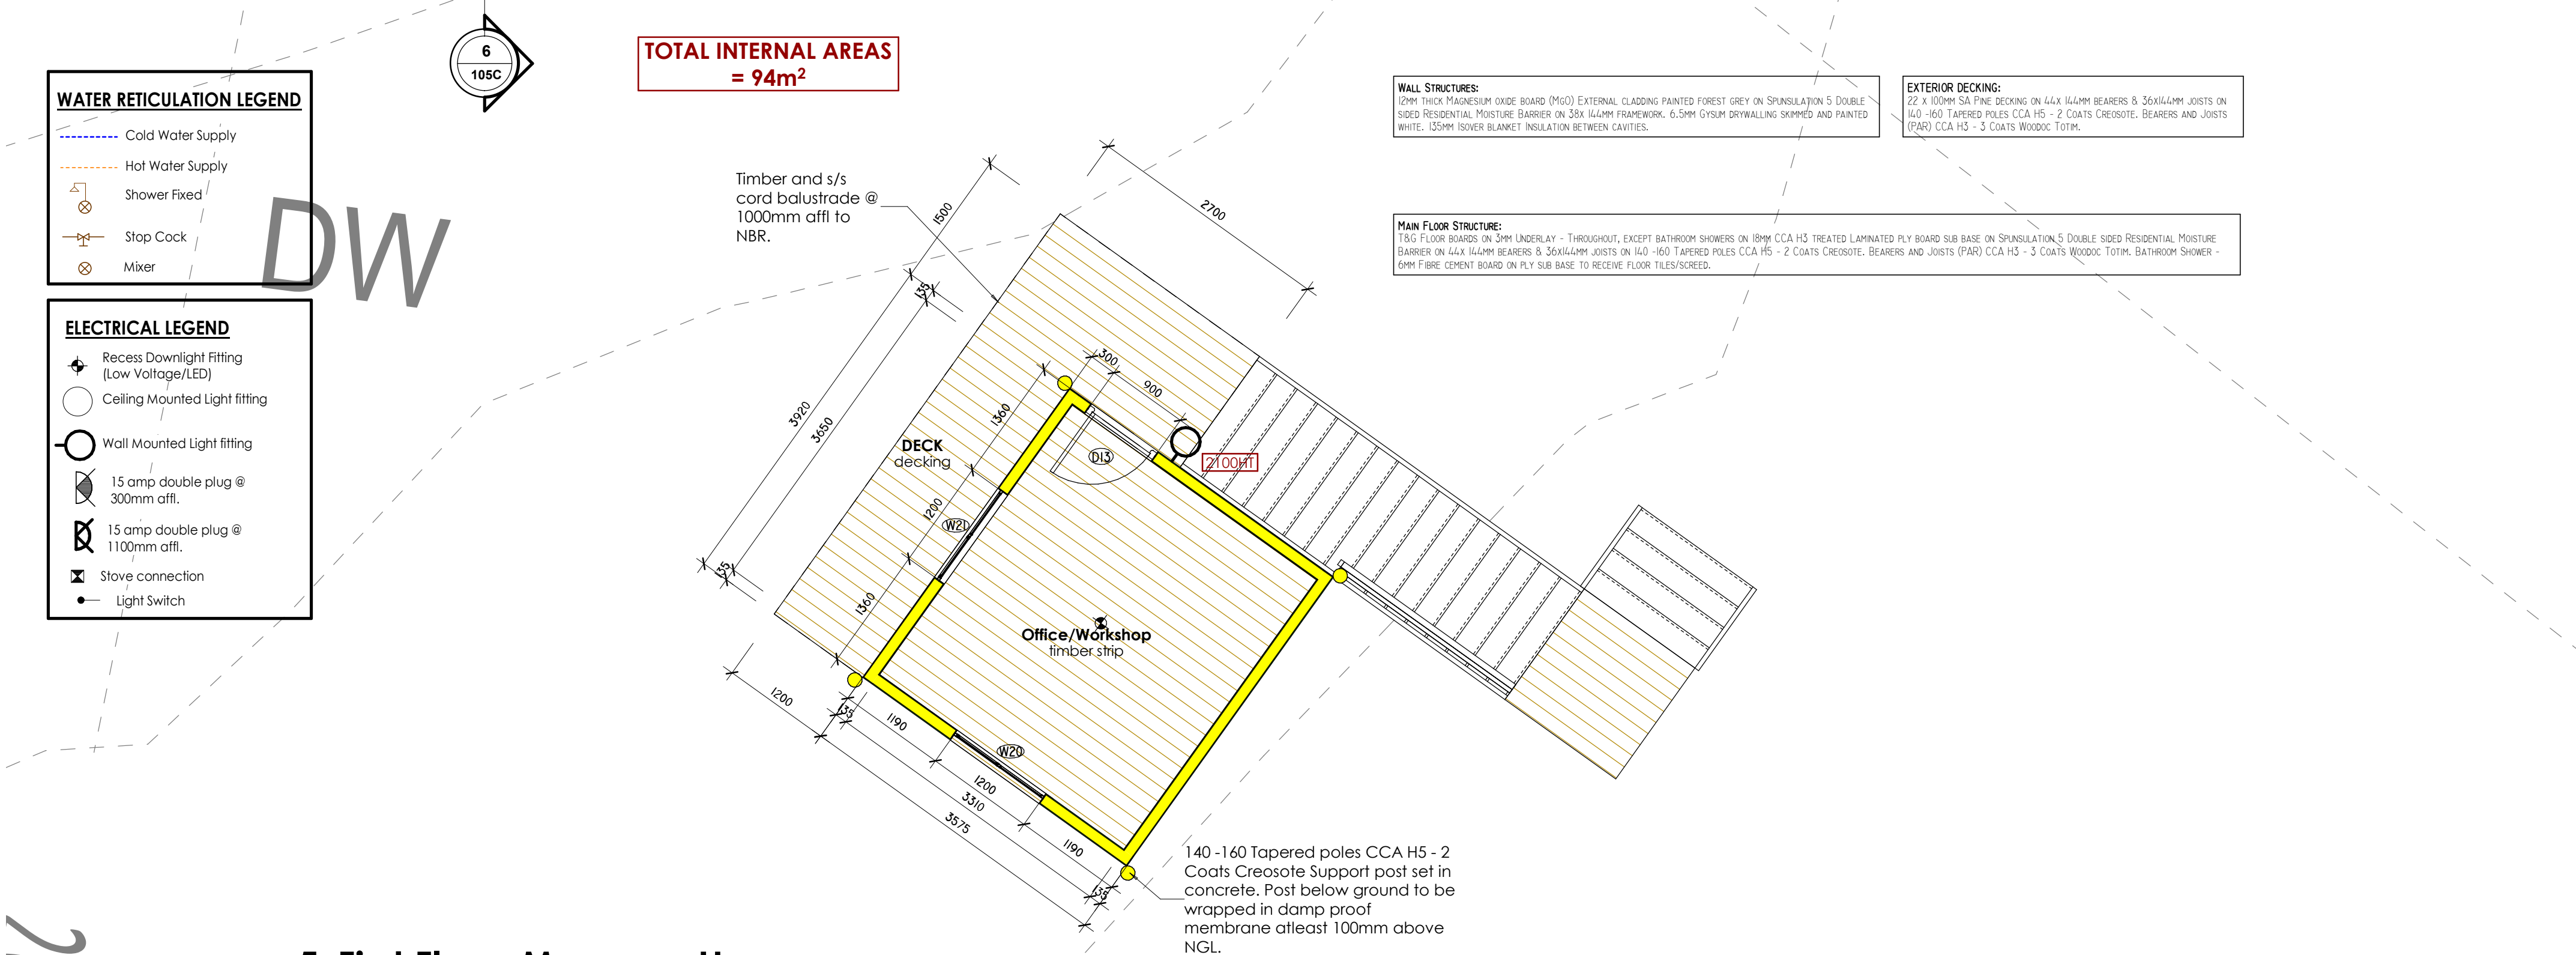 6
105C
TOTAL INTERNAL AREAS
= 94m²
WATER RETICULATION LEGEND
Cold Water Supply
Hot Water Supply
Shower Fixed
Stop Cock
Mixer
DW
ELECTRICAL LEGEND
Recess Downlight Fitting
(Low Voltage/LED)
Ceiling Mounted Light fitting
Wall Mounted Light fitting
15 amp double plug @
300mm affl.
15 amp double plug @
1100mm affl.
Stove connection
Light Switch
WALL STRUCTURES:
12MM THICK MAGNESIUM OXIDE BOARD (MGO) EXTERNAL CLADDING PAINTED FOREST GREY ON SPUNSULATION 5 DOUBLE
SIDED RESIDENTIAL MOISTURE BARRIER ON 38X 144MM FRAMEWORK. 6.5MM GYSUM DRYWALLING SKIMMED AND PAINTED
WHITE. 135MM ISOVER BLANKET INSULATION BETWEEN CAVITIES.
EXTERIOR DECKING:
22 X 100MM SA PINE DECKING ON 44X 144MM BEARERS & 36X144MM JOISTS ON
140 -160 TAPERED POLES CCA H5 - 2 COATS CREOSOTE. BEARERS AND JOISTS
(PAR) CCA H3 - 3 COATS WOODOC TOTIM.
MAIN FLOOR STRUCTURE:
T&G FLOOR BOARDS ON 3MM UNDERLAY - THROUGHOUT, EXCEPT BATHROOM SHOWERS ON 18MM CCA H3 TREATED LAMINATED PLY BOARD SUB BASE ON SPUNSULATION 5 DOUBLE SIDED RESIDENTIAL MOISTURE
BARRIER ON 44X 144MM BEARERS & 36X144MM JOISTS ON 140 -160 TAPERED POLES CCA H5 - 2 COATS CREOSOTE. BEARERS AND JOISTS (PAR) CCA H3 - 3 COATS WOODOC TOTIM. BATHROOM SHOWER -
6MM FIBRE CEMENT BOARD ON PLY SUB BASE TO RECEIVE FLOOR TILES/SCREED.
Timber and s/s
cord balustrade @
1000mm affl to
NBR.
1500
2700
135
3920
3650
300
900
1360
DECK
decking
D13
2100HT
1200
W21
135
1360
Office/Workshop
timber strip
1200
135
1190
W20
1200
3310
3575
1190
135
140 -160 Tapered poles CCA H5 - 2
Coats Creosote Support post set in
concrete. Post below ground to be
wrapped in damp proof
membrane atleast 100mm above
NGL.